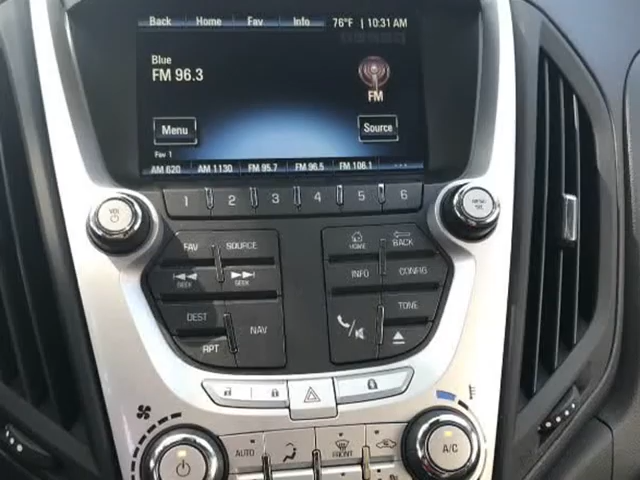 Back Home Fav Info 76°F | 10:31 AM
Blue
FM 96.3
FM
Menu Source
Fav 1
AM 620 AM 1130 FM 95.7 FM 96.5 FM 106.1 ...
1 2 3 4 5 6
VOL MENU
SEL
FAV SOURCE HOME BACK
SEEK SEEK INFO CONFIG
DEST NAV TONE
RPT
AUTO FRONT A/C